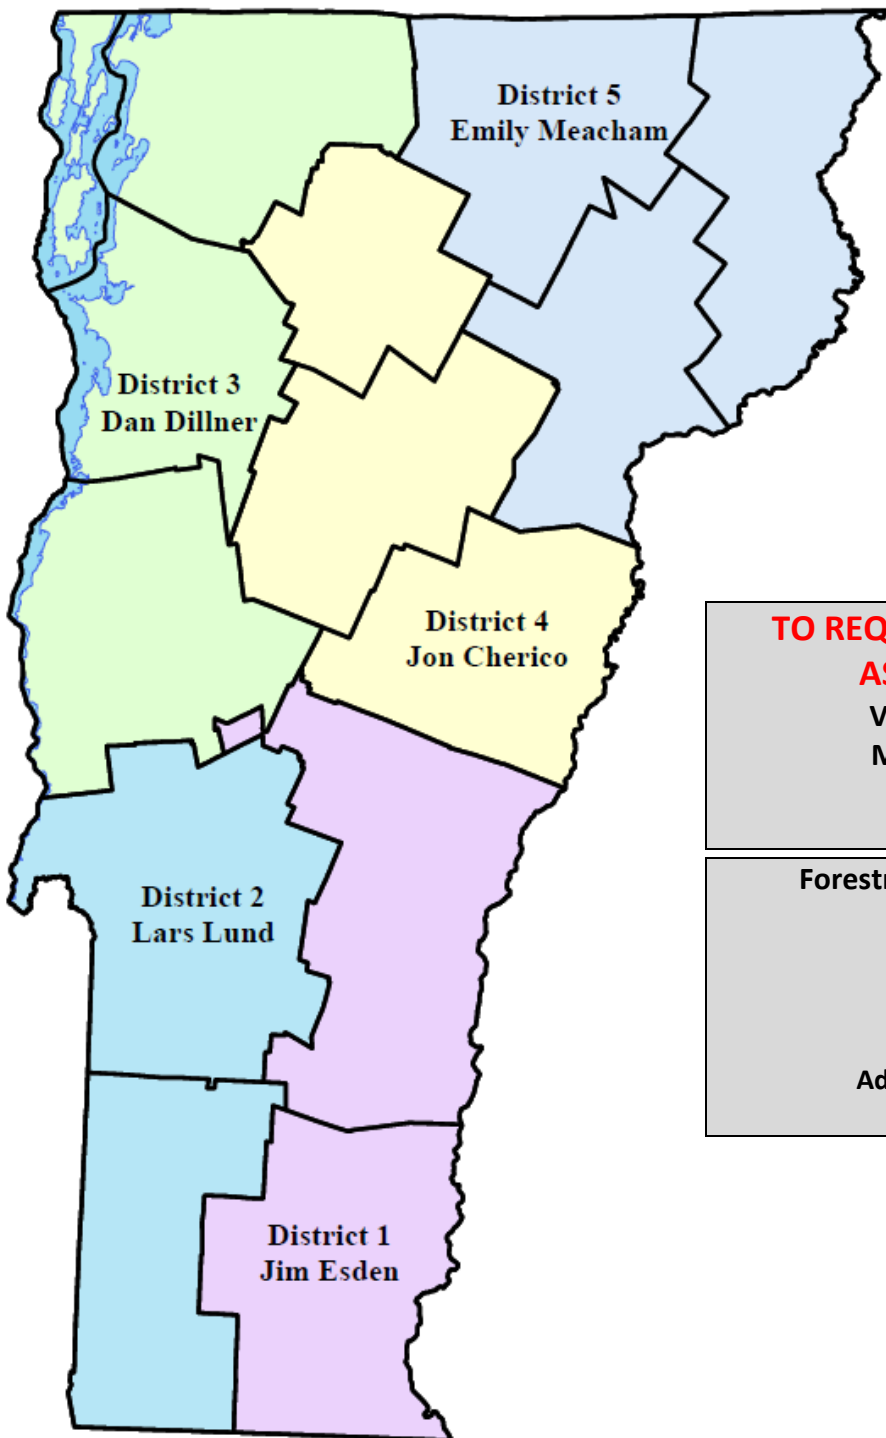 District 5
Emily Meacham
District 3
Dan Dillner
District 4
Jon Cherico
District 2
Lars Lund
District 1
Jim Esden
TO REQ
AS
V
M
Forestr
Ad